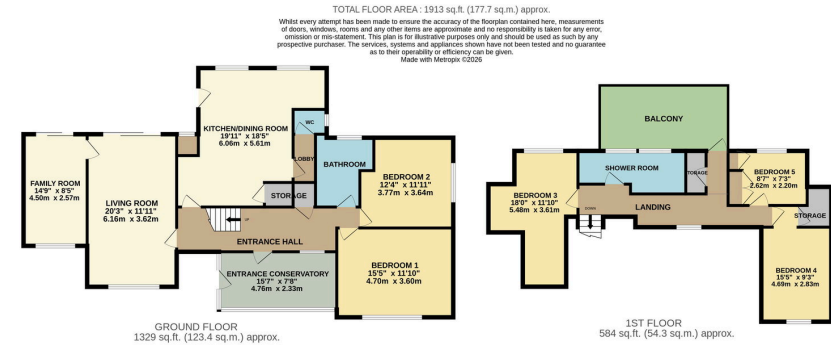 TOTAL FLOOR AREA : 1913 sq.ft. (177.7 sq.m.) approx.
Whilst every attempt has been made to ensure the accuracy of the floorplan contained here, measurements
of doors, windows, rooms and any other items are approximate and no responsibility is taken for any error,
omission or mis-statement. This plan is for illustrative purposes only and should be used as such by any
prospective purchaser. The services, systems and appliances shown have not been tested and no guarantee
as to their operability or efficiency can be given.
Made with Metropix ©2026
KITCHEN/DINING ROOM
19'11" x 18'5"
6.06m x 5.61m
WC
LOBBY
BATHROOM
BEDROOM 2
12'4" x 11'11"
3.77m x 3.64m
FAMILY ROOM
14'9" x 8'5"
4.50m x 2.57m
LIVING ROOM
20'3" x 11'11"
6.16m x 3.62m
STORAGE
UP
ENTRANCE HALL
ENTRANCE CONSERVATORY
15'7" x 7'8"
4.76m x 2.33m
BEDROOM 1
15'5" x 11'10"
4.70m x 3.60m
GROUND FLOOR
1329 sq.ft. (123.4 sq.m.) approx.
BALCONY
SHOWER ROOM
TORAGE
BEDROOM 5
8'7" x 7'3"
2.62m x 2.20m
BEDROOM 3
18'0" x 11'10"
5.48m x 3.61m
DOWN
LANDING
STORAGE
BEDROOM 4
15'5" x 9'3"
4.69m x 2.83m
1ST FLOOR
584 sq.ft. (54.3 sq.m.) approx.